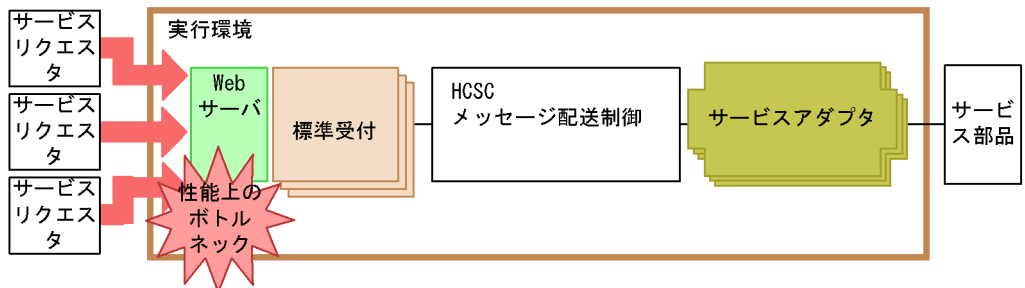 サービス
リクエス
タ
サービス
リクエス
タ
サービス
リクエス
タ
実行環境
Web
サーバ
性能上の
ボトル
ネック
標準受付
HCSC
メッセージ配送制御
サービスアダプタ
サービ
ス部品